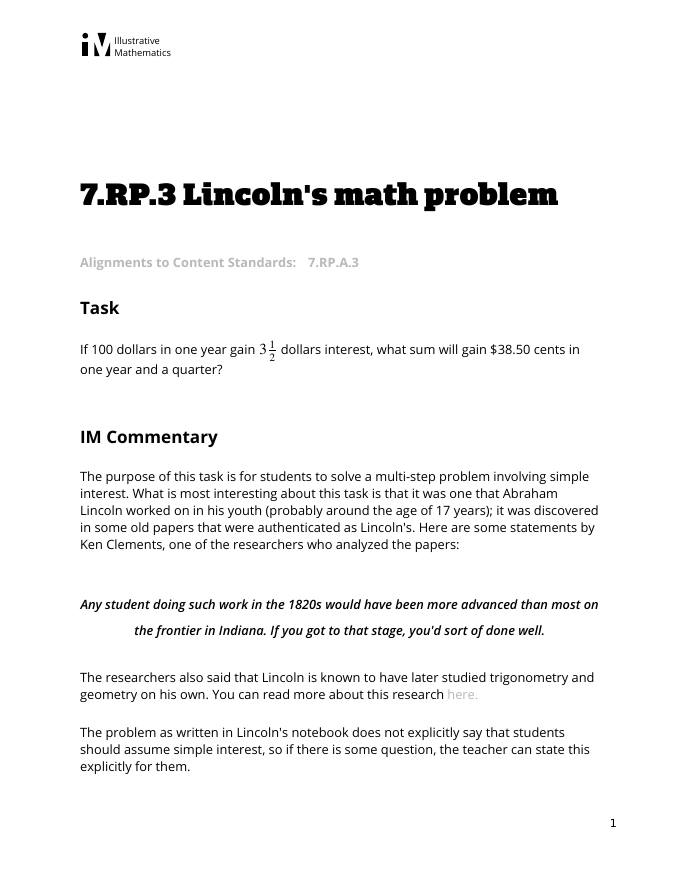 Illustrative
Mathematics
7.RP.3 Lincoln's math problem
Alignments to Content Standards: 7.RP.A.3
Task
If 100 dollars in one year gain 3 1/2 dollars interest, what sum will gain $38.50 cents in
one year and a quarter?
IM Commentary
The purpose of this task is for students to solve a multi-step problem involving simple
interest. What is most interesting about this task is that it was one that Abraham
Lincoln worked on in his youth (probably around the age of 17 years); it was discovered
in some old papers that were authenticated as Lincoln's. Here are some statements by
Ken Clements, one of the researchers who analyzed the papers:
Any student doing such work in the 1820s would have been more advanced than most on
the frontier in Indiana. If you got to that stage, you'd sort of done well.
The researchers also said that Lincoln is known to have later studied trigonometry and
geometry on his own. You can read more about this research here.
The problem as written in Lincoln's notebook does not explicitly say that students
should assume simple interest, so if there is some question, the teacher can state this
explicitly for them.
1